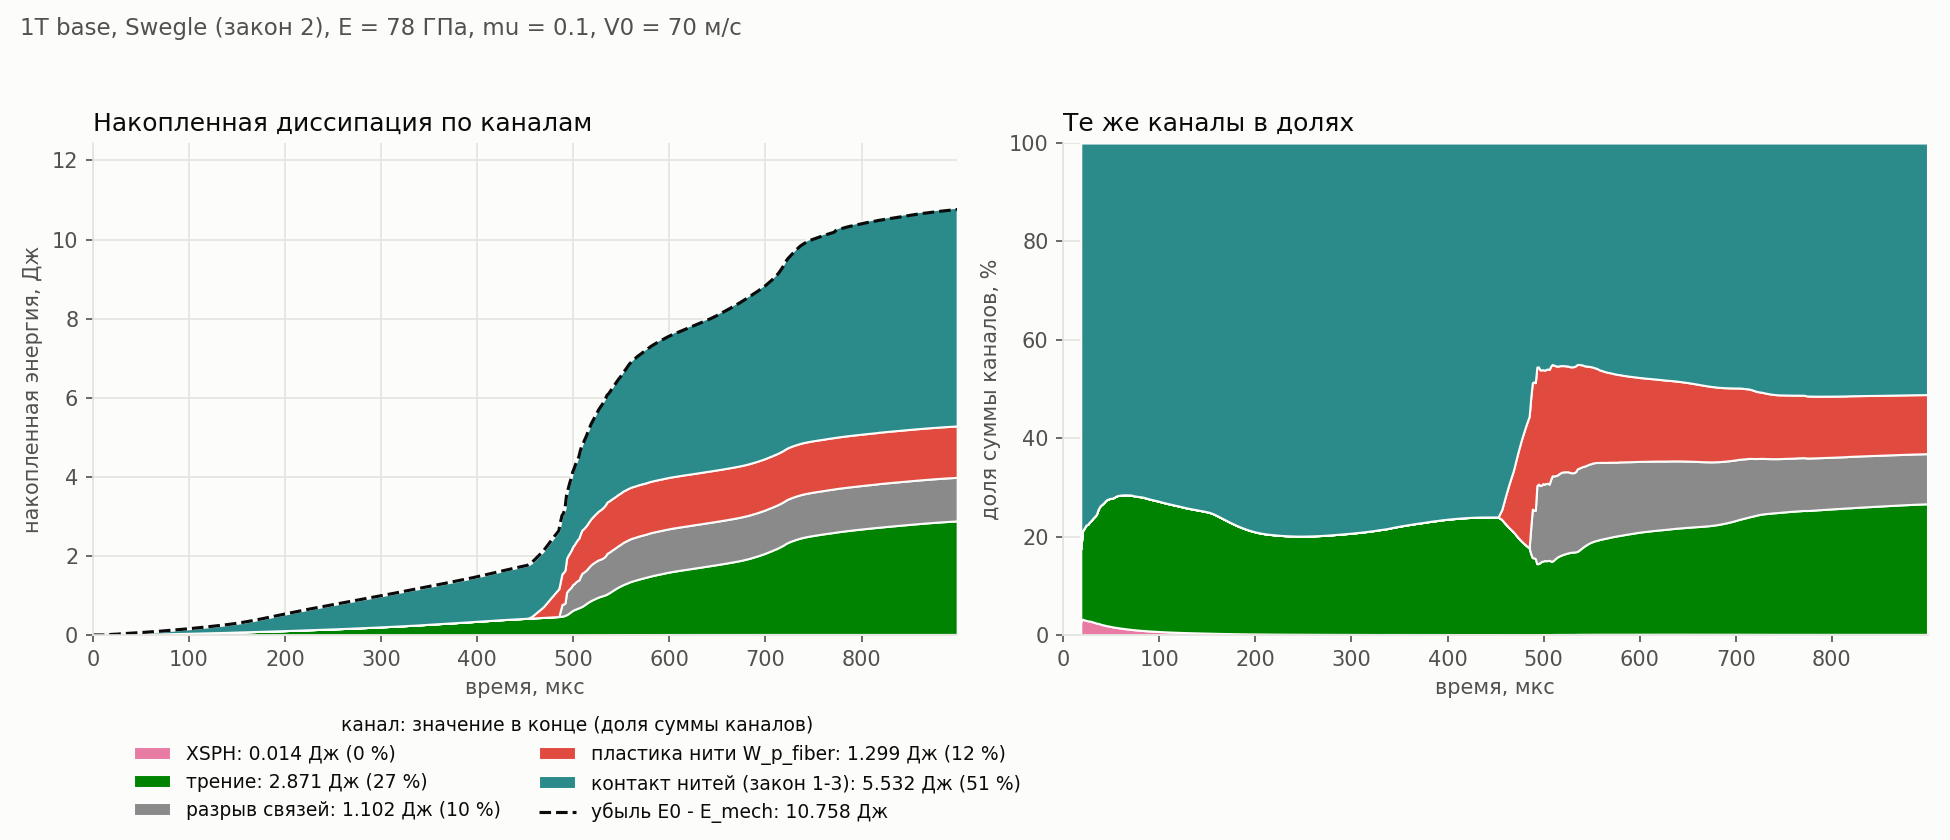 1T base, Swegle (закон 2), E = 78 ГПа, mu = 0.1, V0 = 70 м/с
Накопленная диссипация по каналам
накопленная энергия, Дж
12
10
8
6
4
2
0
0 100 200 300 400 500 600 700 800
время, мкс
Те же каналы в долях
доля суммы каналов, %
100
80
60
40
20
0
0 100 200 300 400 500 600 700 800
время, мкс
канал: значение в конце (доля суммы каналов)
XSPH: 0.014 Дж (0 %)
трение: 2.871 Дж (27 %)
разрыв связей: 1.102 Дж (10 %)
пластика нити W_p_fiber: 1.299 Дж (12 %)
контакт нитей (закон 1-3): 5.532 Дж (51 %)
убыль E0 - E_mech: 10.758 Дж